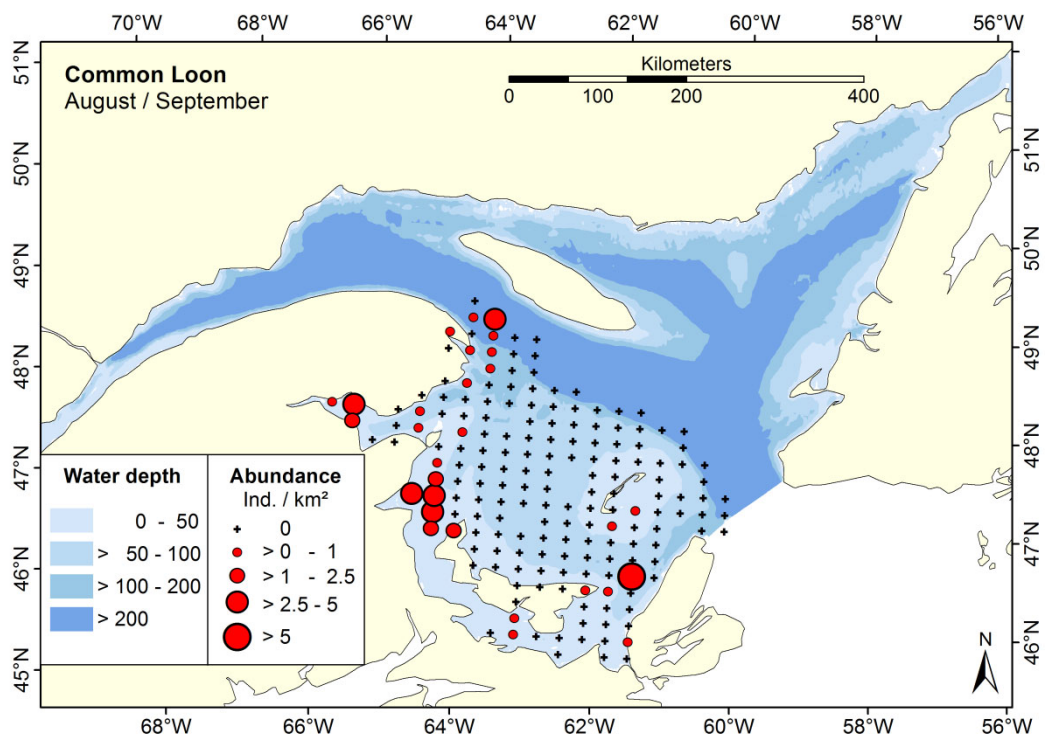 70°W 68°W 66°W 64°W 62°W 60°W 58°W 56°W
Common Loon
August / September
Kilometers
0 100 200 400
51°N
50°N
49°N
48°N
47°N
46°N
45°N
51°N
50°N
49°N
48°N
47°N
46°N
Water depth
0 - 50
> 50 - 100
> 100 - 200
> 200
Abundance
Ind. / km²
0
> 0 - 1
> 1 - 2.5
> 2.5 - 5
> 5
N
68°W 66°W 64°W 62°W 60°W 58°W 56°W